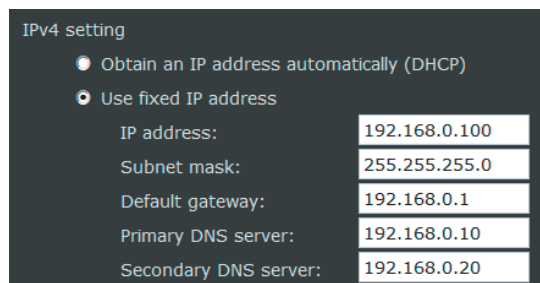 IPv4 setting
Obtain an IP address automatically (DHCP)
Use fixed IP address
IP address: 192.168.0.100
Subnet mask: 255.255.255.0
Default gateway: 192.168.0.1
Primary DNS server: 192.168.0.10
Secondary DNS server: 192.168.0.20